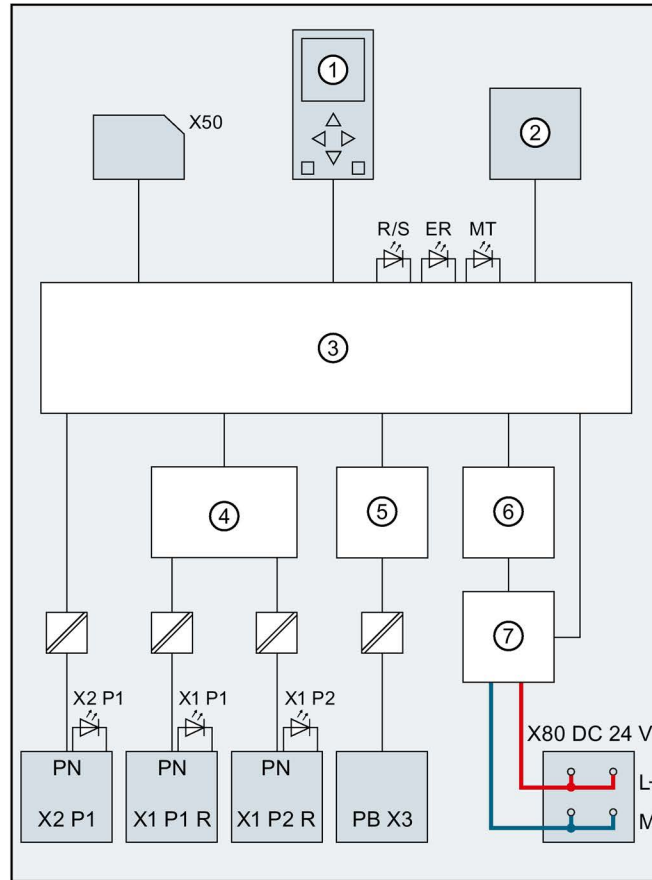 ①
X50
②
R/S ER MT
③
④
⑤
⑥
⑦
X2 P1
X1 P1
X1 P2
X80 DC 24 V
PN
PN
PN
L+
X2 P1
X1 P1 R
X1 P2 R
PB X3
M